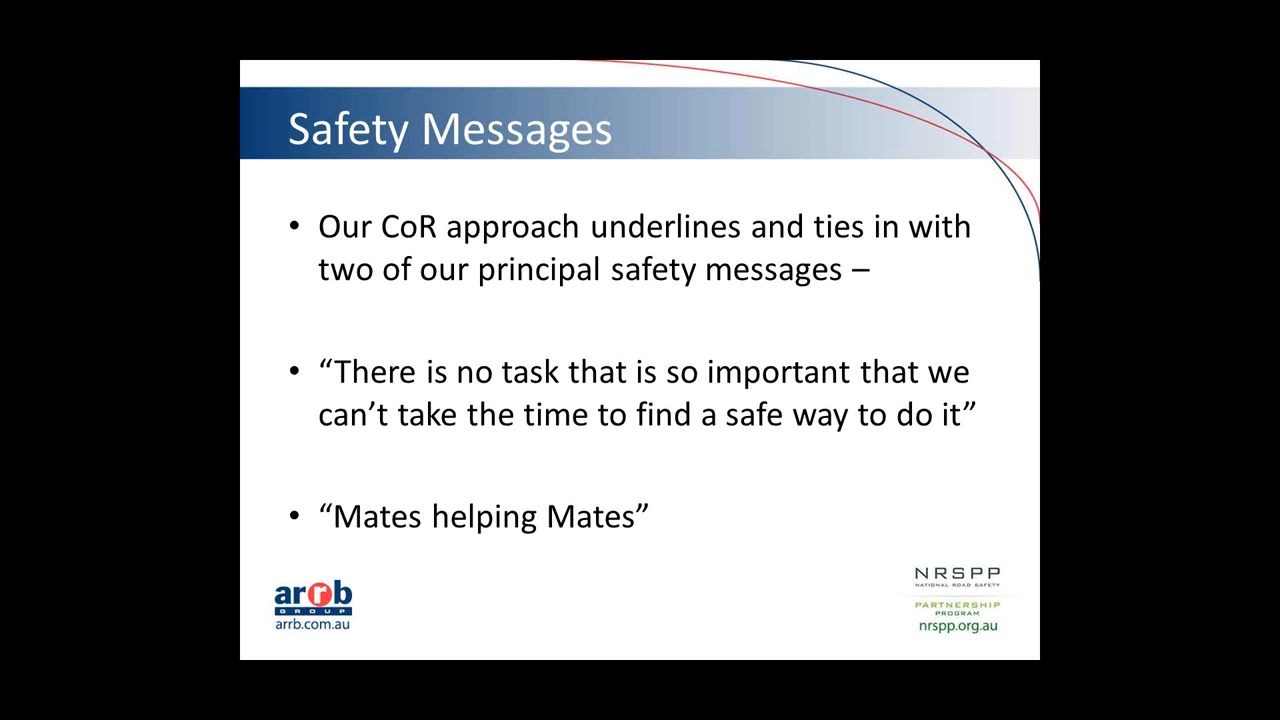 Safety Messages
• Our CoR approach underlines and ties in with
two of our principal safety messages –
• “There is no task that is so important that we
can’t take the time to find a safe way to do it”
• “Mates helping Mates”
arrb
GROUP
arrb.com.au
NRSPP
NATIONAL ROAD SAFETY
PARTNERSHIP
PROGRAM
nrspp.org.au